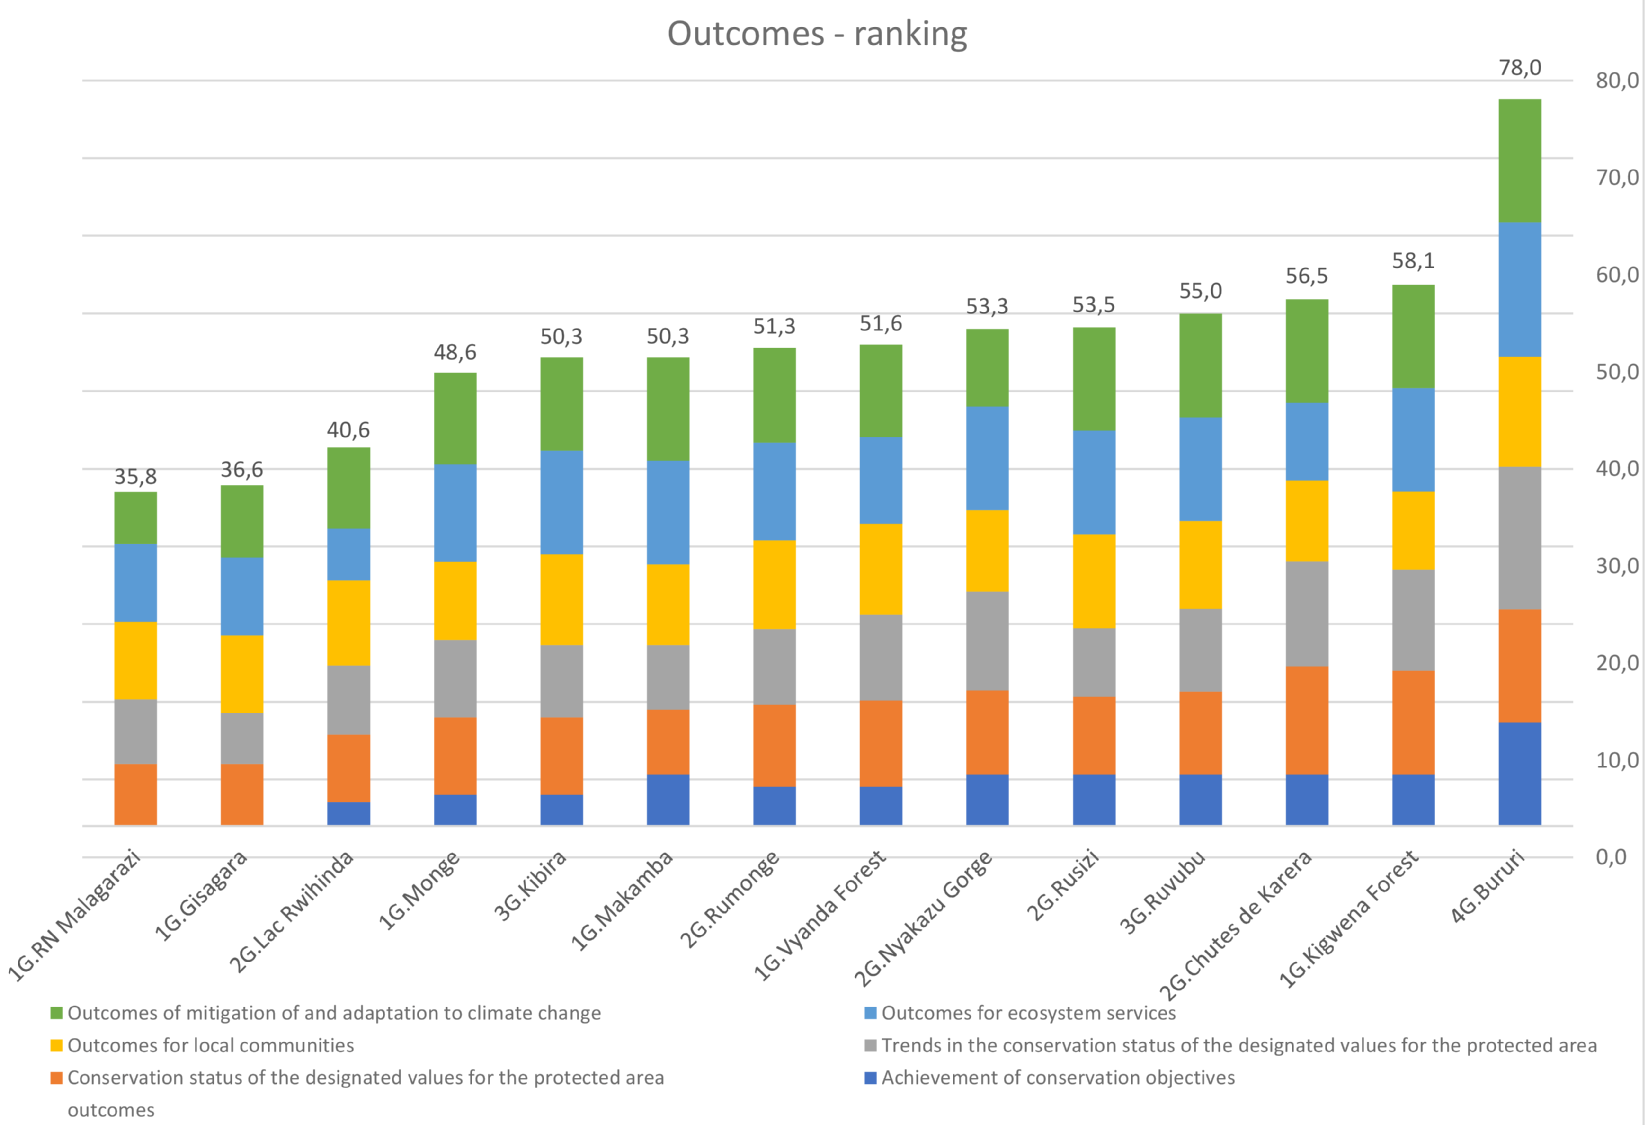 Outcomes - ranking
78,0
80,0
70,0
60,0
58,1
56,5
55,0
53,5
53,3
51,6
51,3
50,3
50,3
48,6
50,0
40,6
40,0
36,6
35,8
30,0
20,0
10,0
0,0
1G.RN Malagarazi
1G.Gisagara
2G.Lac Rwihinda
1G.Monge
3G.Kibira
1G.Makamba
2G.Rumonge
1G.Vyanda Forest
2G.Nyakazu Gorge
2G.Rusizi
3G.Ruvubu
2G.Chutes de Karera
1G.Kigwena Forest
4G.Bururi
Outcomes of mitigation of and adaptation to climate change
Outcomes for ecosystem services
Outcomes for local communities
Trends in the conservation status of the designated values for the protected area
Conservation status of the designated values for the protected area
outcomes
Achievement of conservation objectives